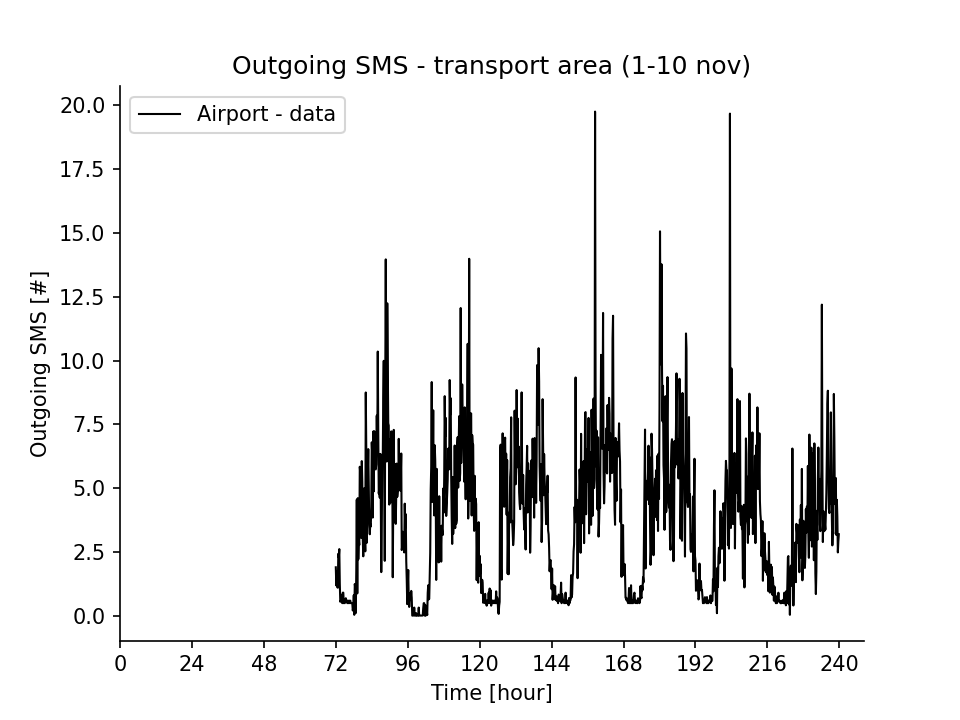 Outgoing SMS - transport area (1-10 nov)
Airport - data
Outgoing SMS [#]
20.0
17.5
15.0
12.5
10.0
7.5
5.0
2.5
0.0
0 24 48 72 96 120 144 168 192 216 240
Time [hour]